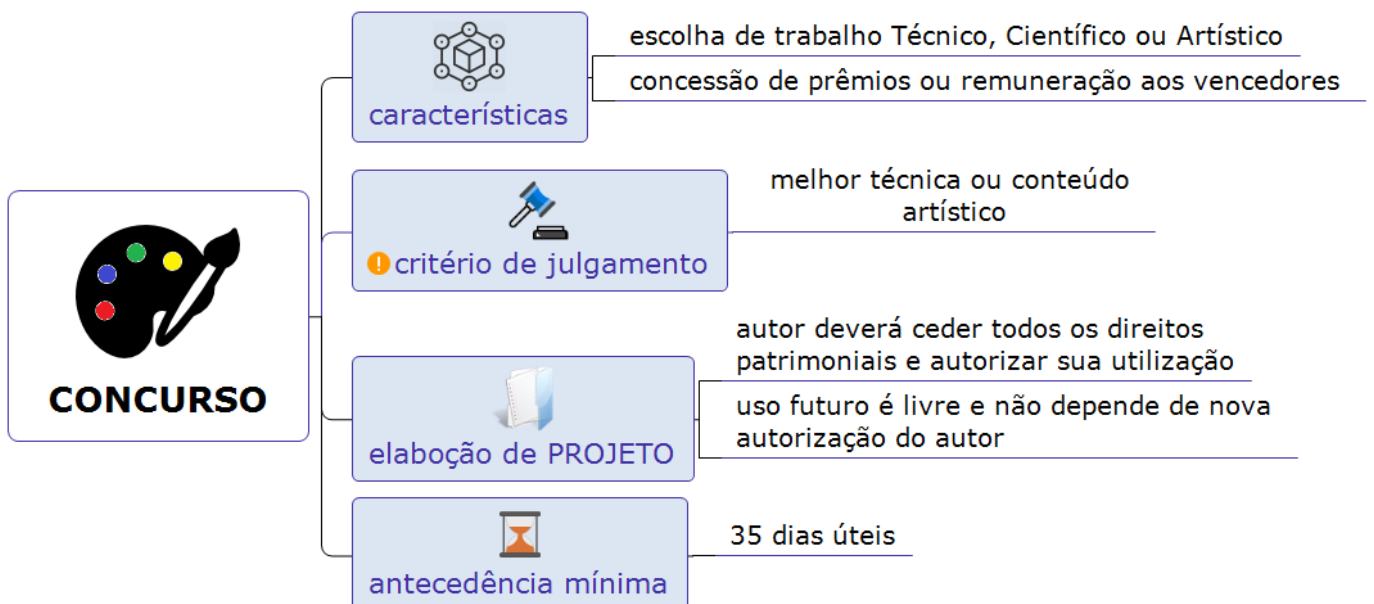 escolha de trabalho Técnico, Científico ou Artístico
concessão de prêmios ou remuneração aos vencedores
característícas
melhor técnica ou conteúdo
artístico
critério de julgamento
CONCURSO
autor deverá ceder todos os direitos
patrimoniais e autorizar sua utilização
uso futuro é livre e não depende de nova
autorização do autor
elaboção de PROJETO
35 dias úteis
antecedência mínima